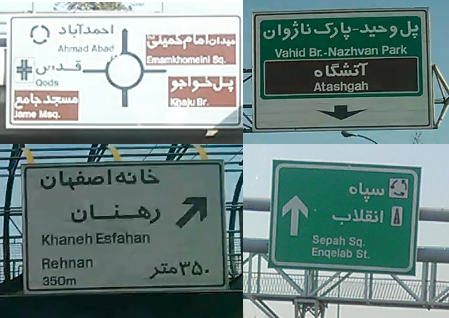 احمدآباد
Ahmad Abad
قدس
Qods
مسجد جامع
Jame Msq.
میدان امام خمینی
Emamkhomeini Sq.
پل خواجو
Khaju Br.
پل وحید-پارک ناژوان
Vahid Br.-Nazhvan Park
آتشگاه
Atashgah
خانه اصفهان
رهنان
Khaneh Esfahan
Rehnan
350m
۳۵۰ متر
سپاه
انقلاب
Sepah Sq.
Enqelab St.